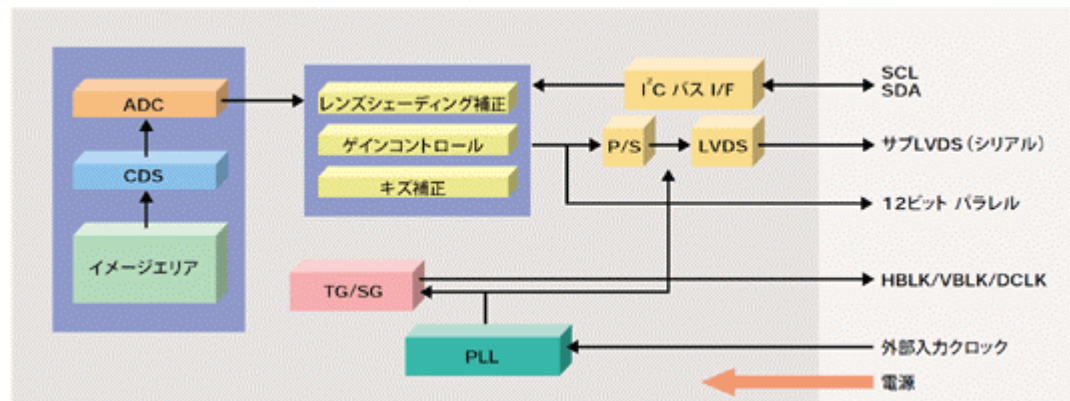 ADC
CDS
イメージエリア
レンズシェーディング補正
ゲインコントロール
キズ補正
I²C バス I/F
P/S
LVDS
TG/SG
PLL
SCL
SDA
サブLVDS(シリアル)
12ビット パラレル
HBLK/VBLK/DCLK
外部入力クロック
電源